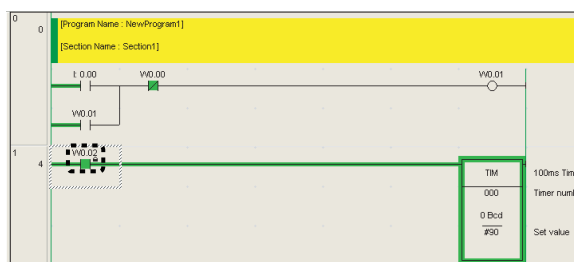 0
0
[Program Name : NewProgram1]
[Section Name : Section1]
I: 0.00 W0.00 W0.01
W0.01
1
4
W0.02
TIM 100ms Tim
000 Timer numl
0 Bcd
#90 Set value